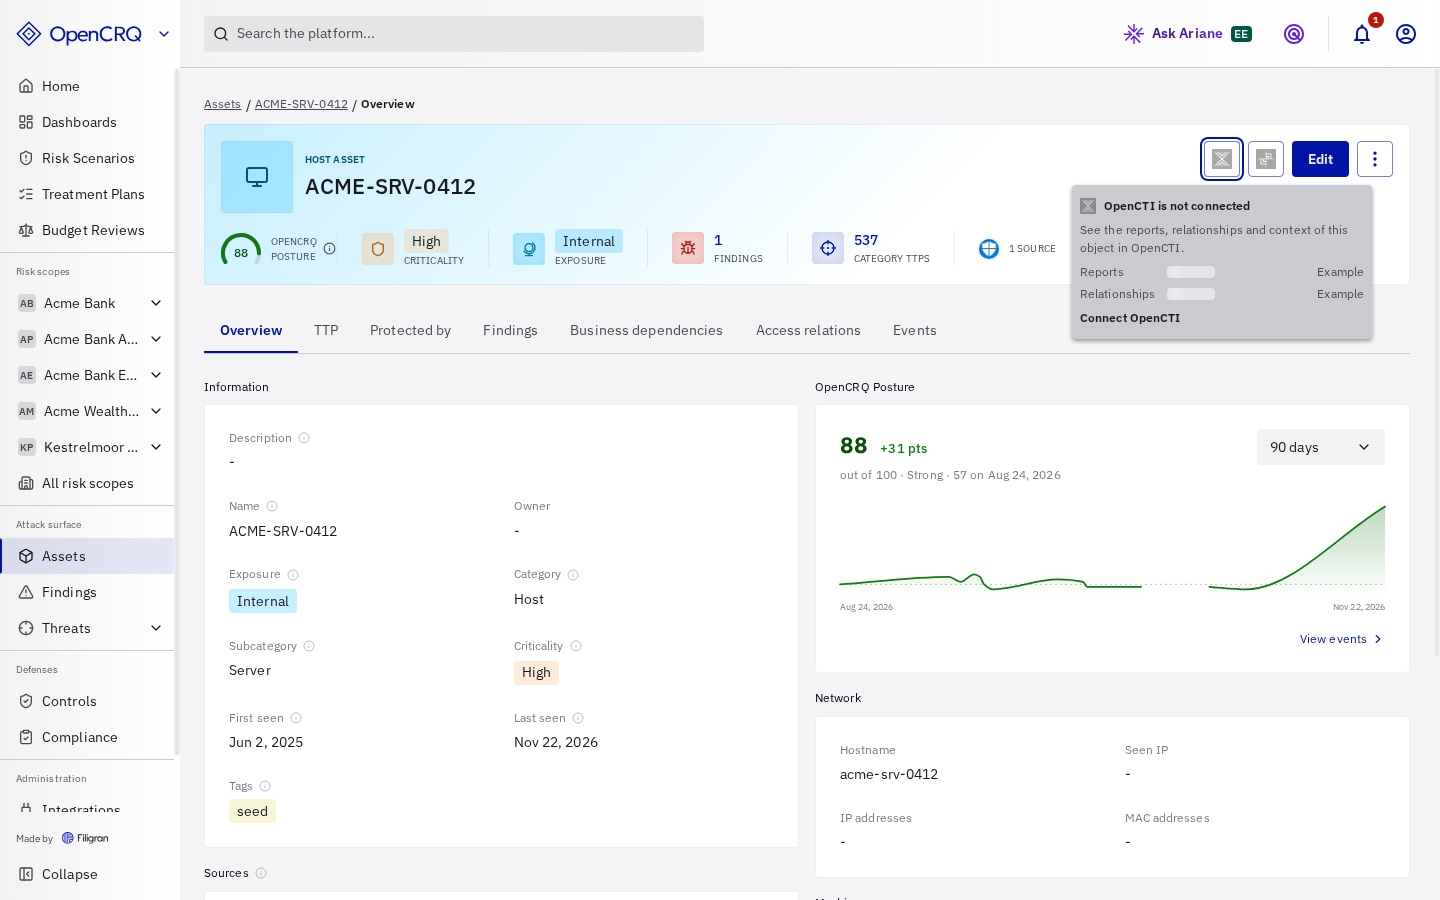 OpenCRQ
Search the platform...
Ask Ariane EE
1
Home
Dashboards
Risk Scenarios
Treatment Plans
Budget Reviews
Risk scopes
AB Acme Bank
AP Acme Bank A...
AE Acme Bank E...
AM Acme Wealth...
KP Kestrelmoor ...
All risk scopes
Attack surface
Assets
Findings
Threats
Defenses
Controls
Compliance
Administration
Integrations
Made by Filigran
Collapse
Assets / ACME-SRV-0412 / Overview
HOST ASSET
ACME-SRV-0412
Edit
88
OPENCRQ
POSTURE
High
CRITICALITY
Internal
EXPOSURE
1
FINDINGS
537
CATEGORY TTPS
1 SOURCE
OpenCTI is not connected
See the reports, relationships and context of this
object in OpenCTI.
Reports Example
Relationships Example
Connect OpenCTI
Overview TTP Protected by Findings Business dependencies Access relations Events
Information
Description
-
Name
ACME-SRV-0412
Owner
-
Exposure
Internal
Category
Host
Subcategory
Server
Criticality
High
First seen
Jun 2, 2025
Last seen
Nov 22, 2026
Tags
seed
Sources
OpenCRQ Posture
88 +31 pts
90 days
out of 100 · Strong · 57 on Aug 24, 2026
Aug 24, 2026
Nov 22, 2026
View events
Network
Hostname
acme-srv-0412
Seen IP
-
IP addresses
-
MAC addresses
-